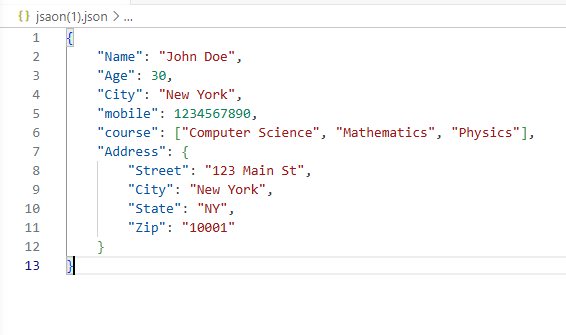 {} jsaon(1).json > ...
1 {
2     "Name": "John Doe",
3     "Age": 30,
4     "City": "New York",
5     "mobile": 1234567890,
6     "course": ["Computer Science", "Mathematics", "Physics"],
7     "Address": {
8         "Street": "123 Main St",
9         "City": "New York",
10         "State": "NY",
11         "Zip": "10001"
12     }
13 }